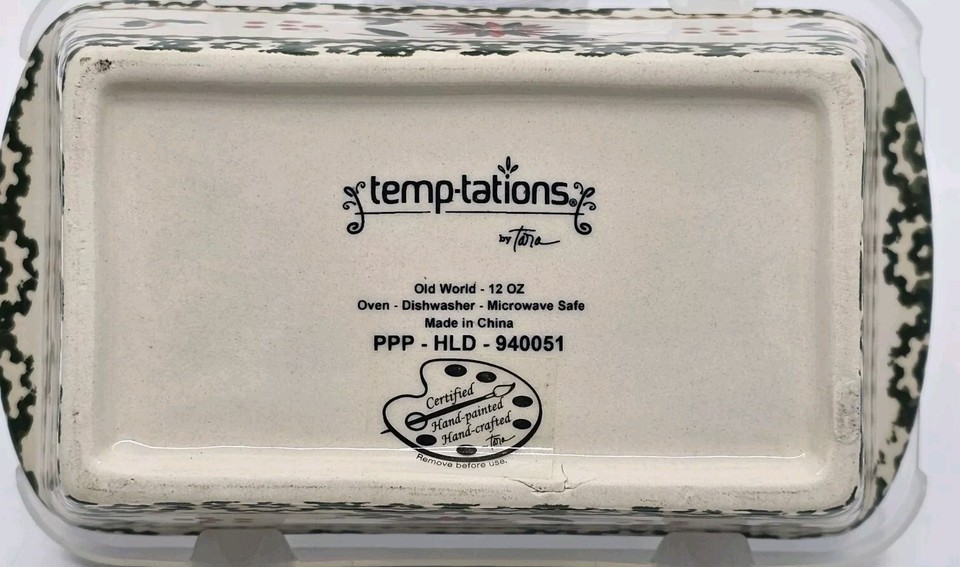 temp-tations®
by Tara
Old World - 12 OZ
Oven - Dishwasher - Microwave Safe
Made in China
PPP - HLD - 940051
Certified
Hand-painted
Hand-crafted
Tara
Remove before use.